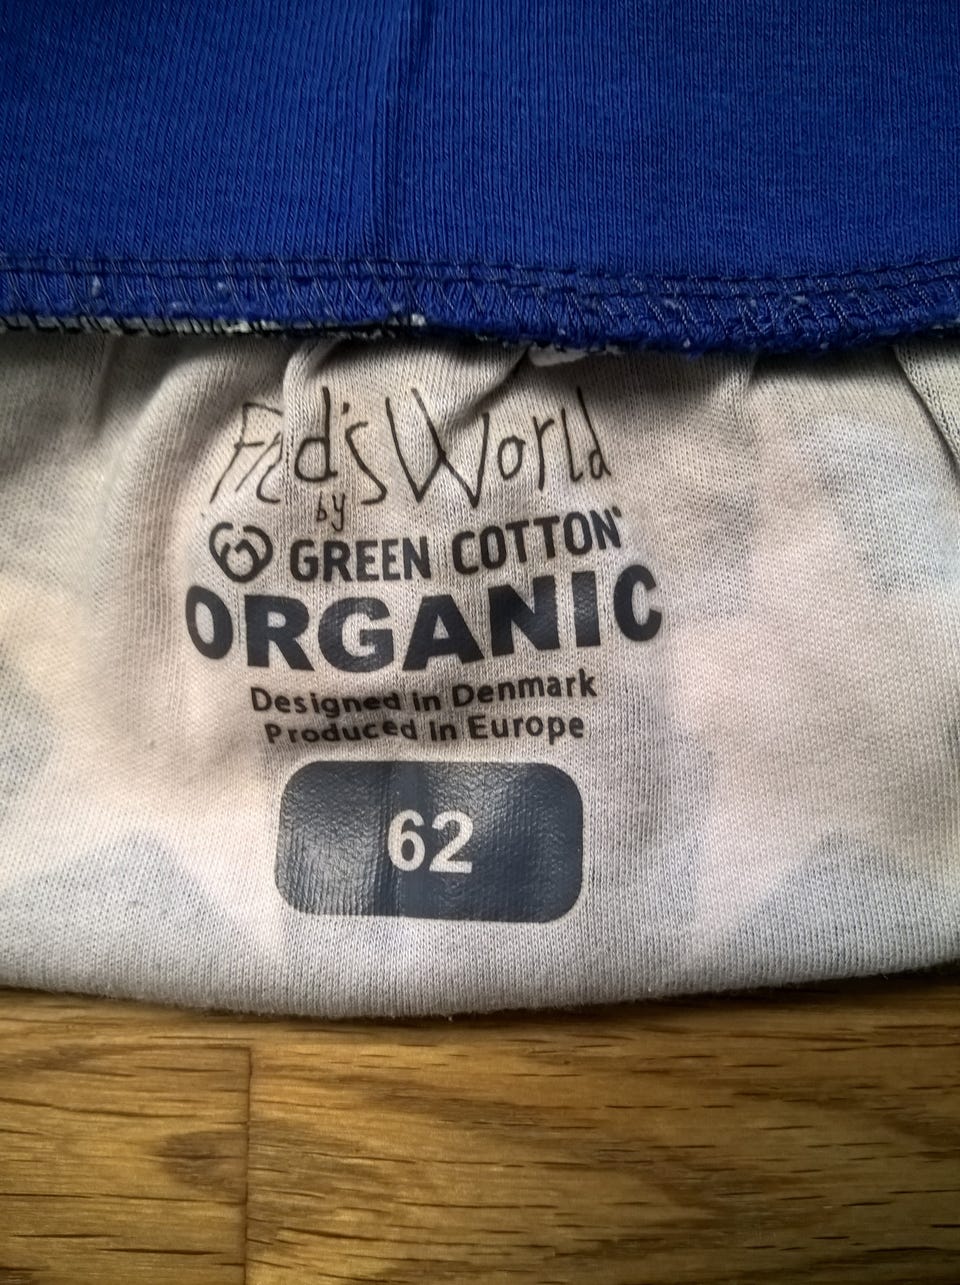 Fred's World
by
GREEN COTTON®
ORGANIC
Designed in Denmark
Produced in Europe
62